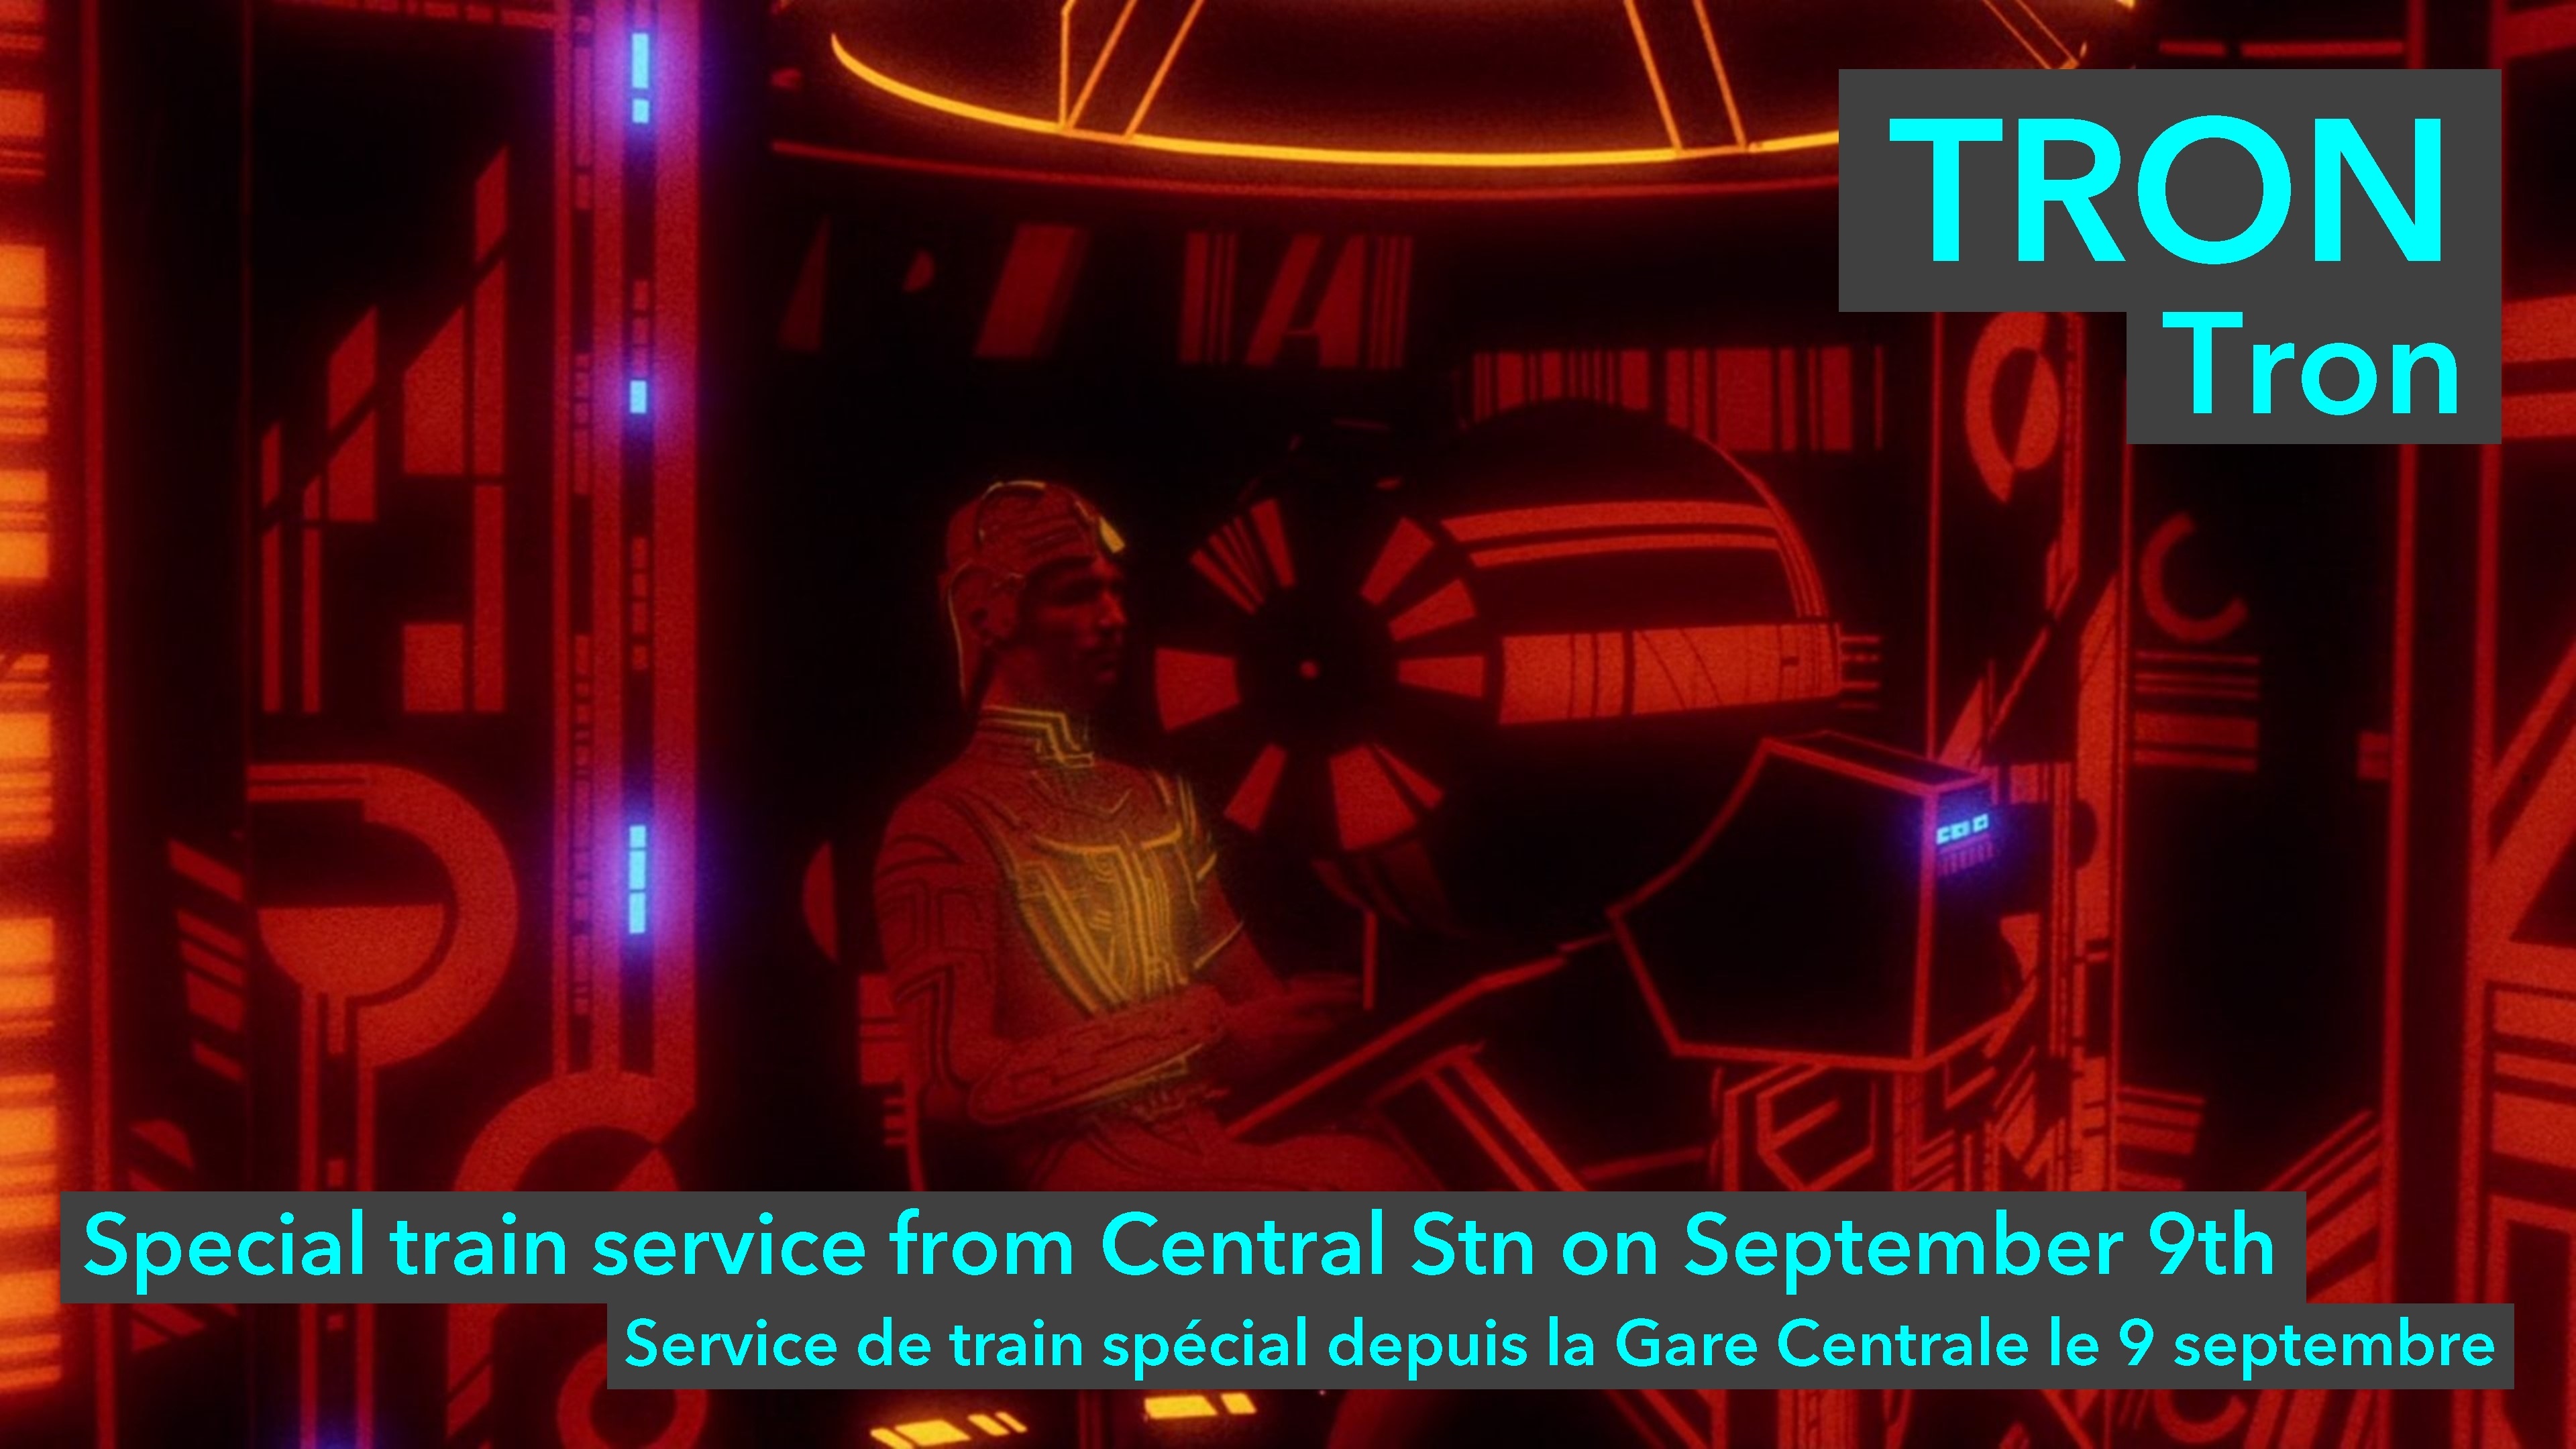 TRON
Tron
Special train service from Central Stn on September 9th
Service de train spécial depuis la Gare Centrale le 9 septembre